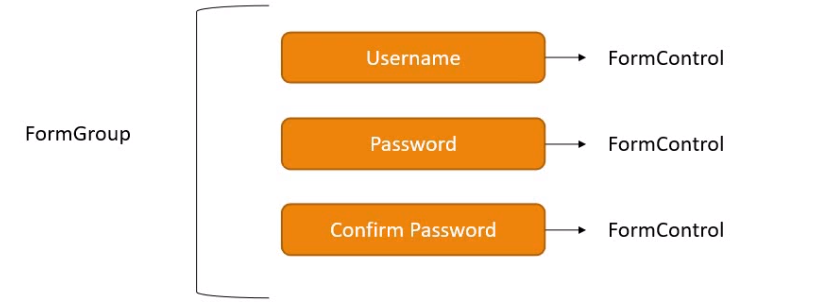 FormGroup
Username
FormControl
Password
FormControl
Confirm Password
FormControl